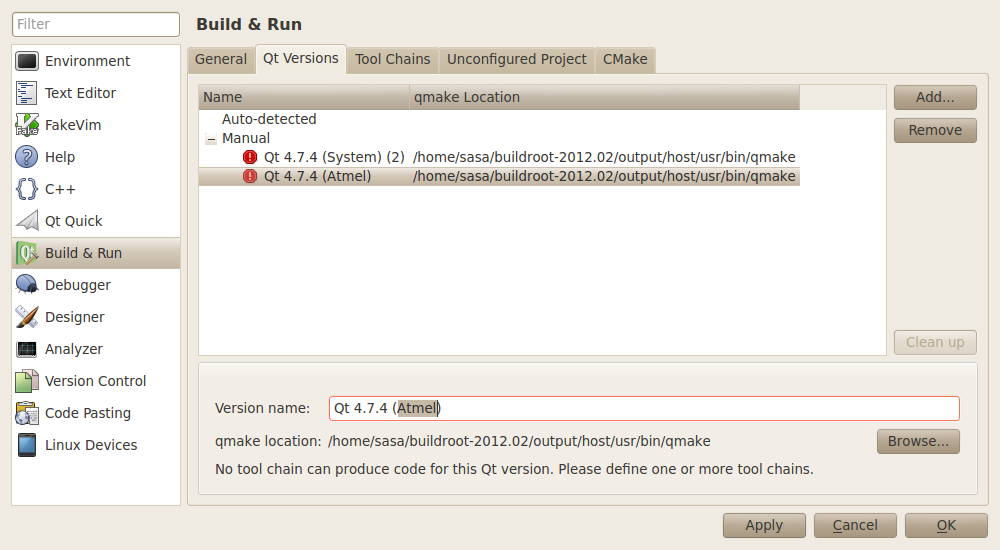 Filter
Build & Run
Environment
Text Editor
FakeVim
Help
C++
Qt Quick
Build & Run
Debugger
Designer
Analyzer
Version Control
Code Pasting
Linux Devices
General Qt Versions Tool Chains Unconfigured Project CMake
Name qmake Location
Auto-detected
Manual
Qt 4.7.4 (System) (2) /home/sasa/buildroot-2012.02/output/host/usr/bin/qmake
Qt 4.7.4 (Atmel) /home/sasa/buildroot-2012.02/output/host/usr/bin/qmake
Add...
Remove
Clean up
Version name: Qt 4.7.4 (Atmel)
qmake location: /home/sasa/buildroot-2012.02/output/host/usr/bin/qmake Browse...
No tool chain can produce code for this Qt version. Please define one or more tool chains.
Apply Cancel OK